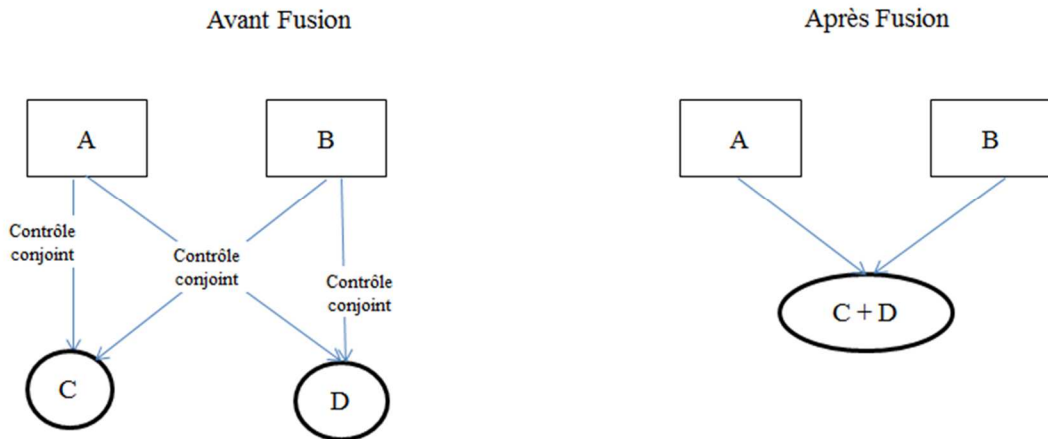 Avant Fusion
Après Fusion
A
B
A
B
Contrôle
conjoint
Contrôle
conjoint
Contrôle
conjoint
C + D
C
D